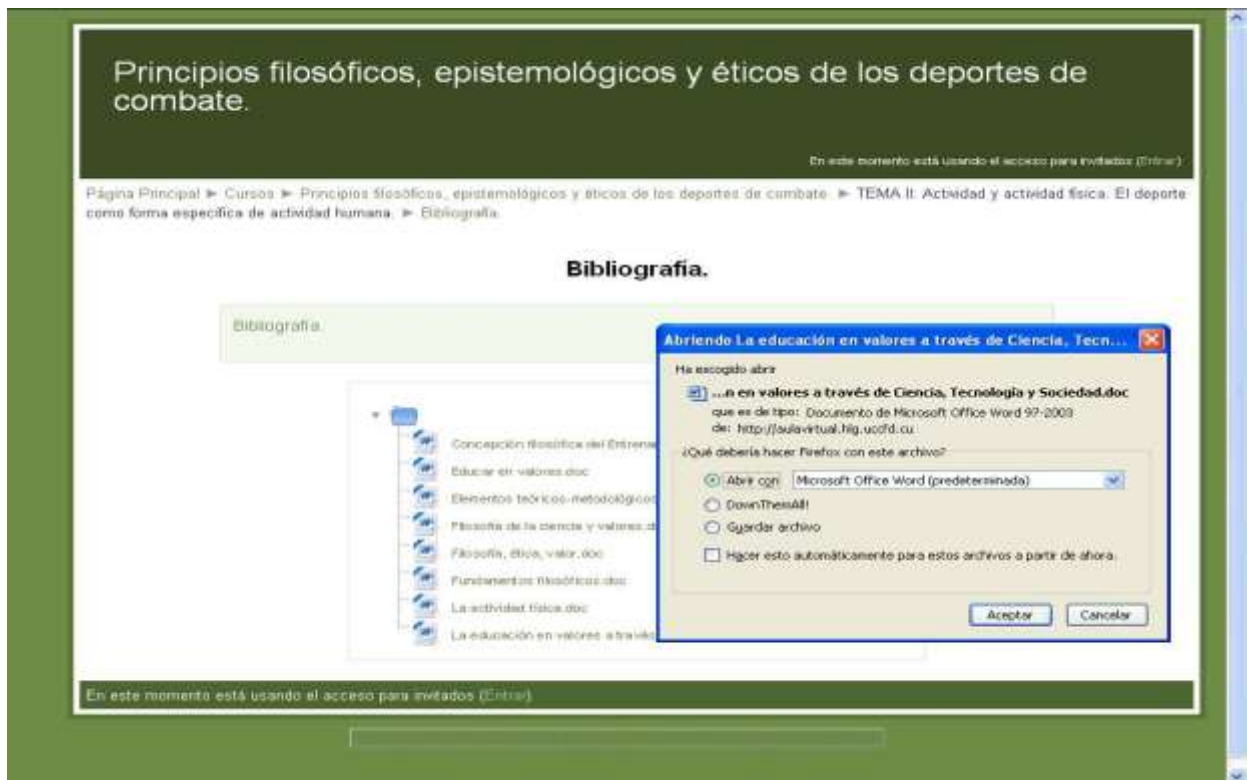 Principios filosóficos, epistemológicos y éticos de los deportes de
combate.
En este momento está usando el acceso para invitados (Entrar)
Página Principal ► Cursos ► Principios filosóficos, epistemológicos y éticos de los deportes de combate. ► TEMA II: Actividad y actividad física. El deporte
como forma específica de actividad humana. ► Bibliografía.
Bibliografía.
Bibliografía.
Concepción filosófica del Entrena
Educar en valores.doc
Elementos teóricos-metodológicos
Filosofía de la ciencia y valores.d
Filosofía, ética, valor.doc
Fundamentos filosóficos.doc
La actividad física.doc
La educación en valores a través
Abriendo La educación en valores a través de Ciencia, Tecn...
Ha escogido abrir
...n en valores a través de Ciencia, Tecnología y Sociedad.doc
que es de tipo: Documento de Microsoft Office Word 97-2003
de: http://aulavirtual.hlg.uccfd.cu
¿Qué debería hacer Firefox con este archivo?
Abrir con Microsoft Office Word (predeterminada)
DownThemAll!
Guardar archivo
Hacer esto automáticamente para estos archivos a partir de ahora.
Aceptar Cancelar
En este momento está usando el acceso para invitados (Entrar)